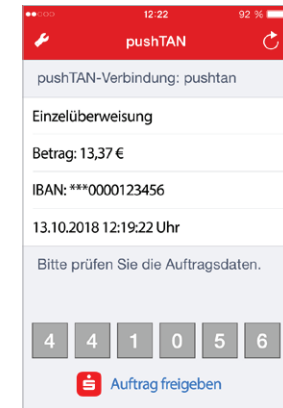 12:22 92 %
pushTAN
pushTAN-Verbindung: pushtan
Einzelüberweisung
Betrag: 13,37 €
IBAN: ***0000123456
13.10.2018 12:19:22 Uhr
Bitte prüfen Sie die Auftragsdaten.
4 4 1 0 5 6
Auftrag freigeben